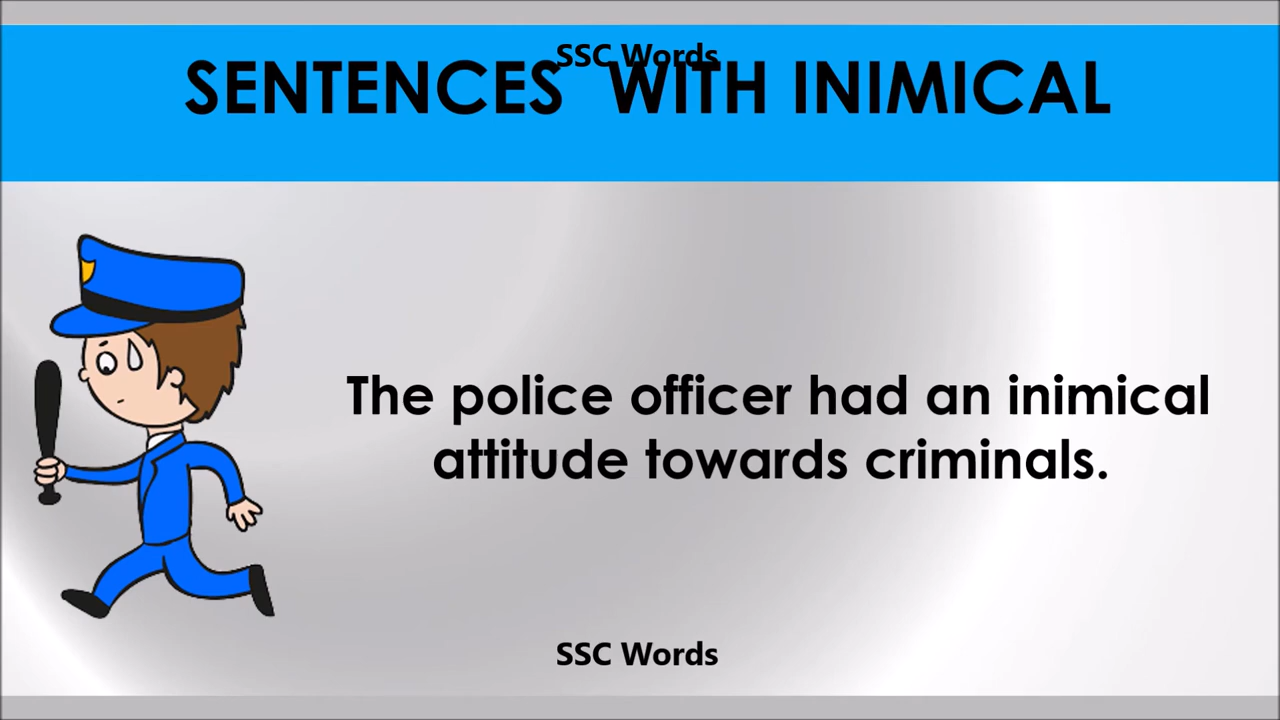 SSC Words
SENTENCES WITH INIMICAL
The police officer had an inimical
attitude towards criminals.
SSC Words